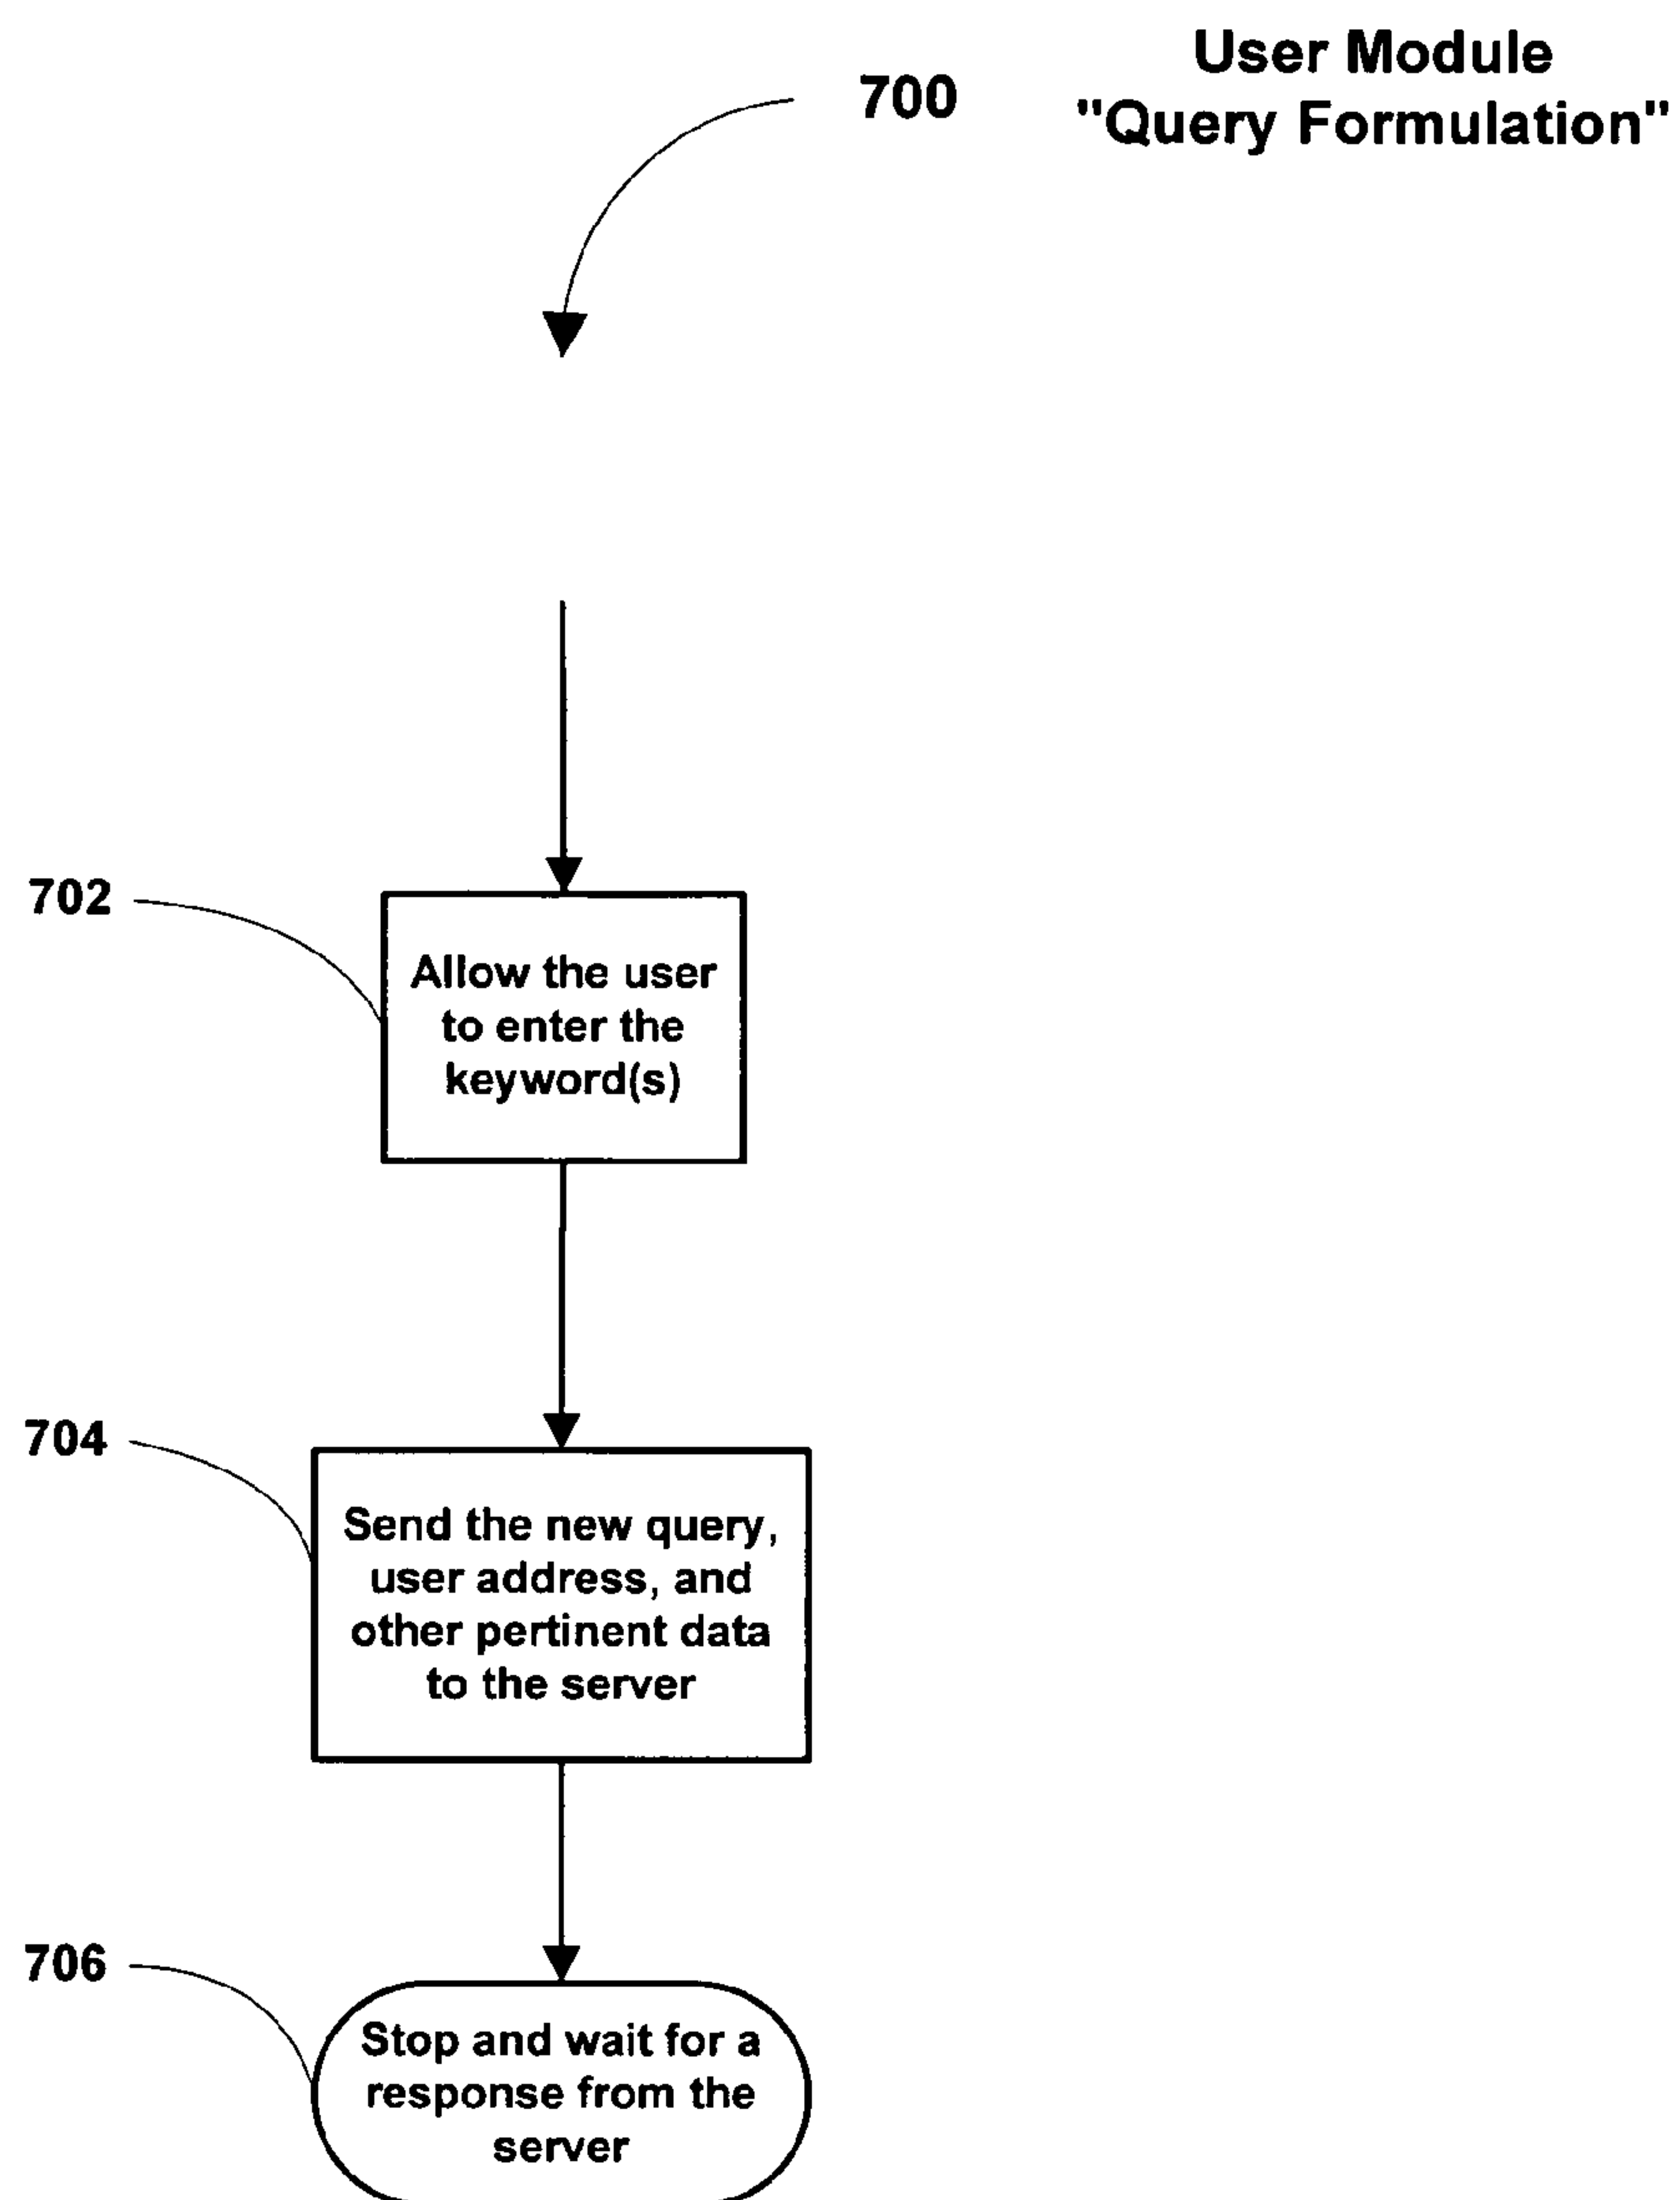 User Module
"Query Formulation"
700
702
Allow the user
to enter the
keyword(s)
704
Send the new query,
user address, and
other pertinent data
to the server
706
Stop and wait for a
response from the
server